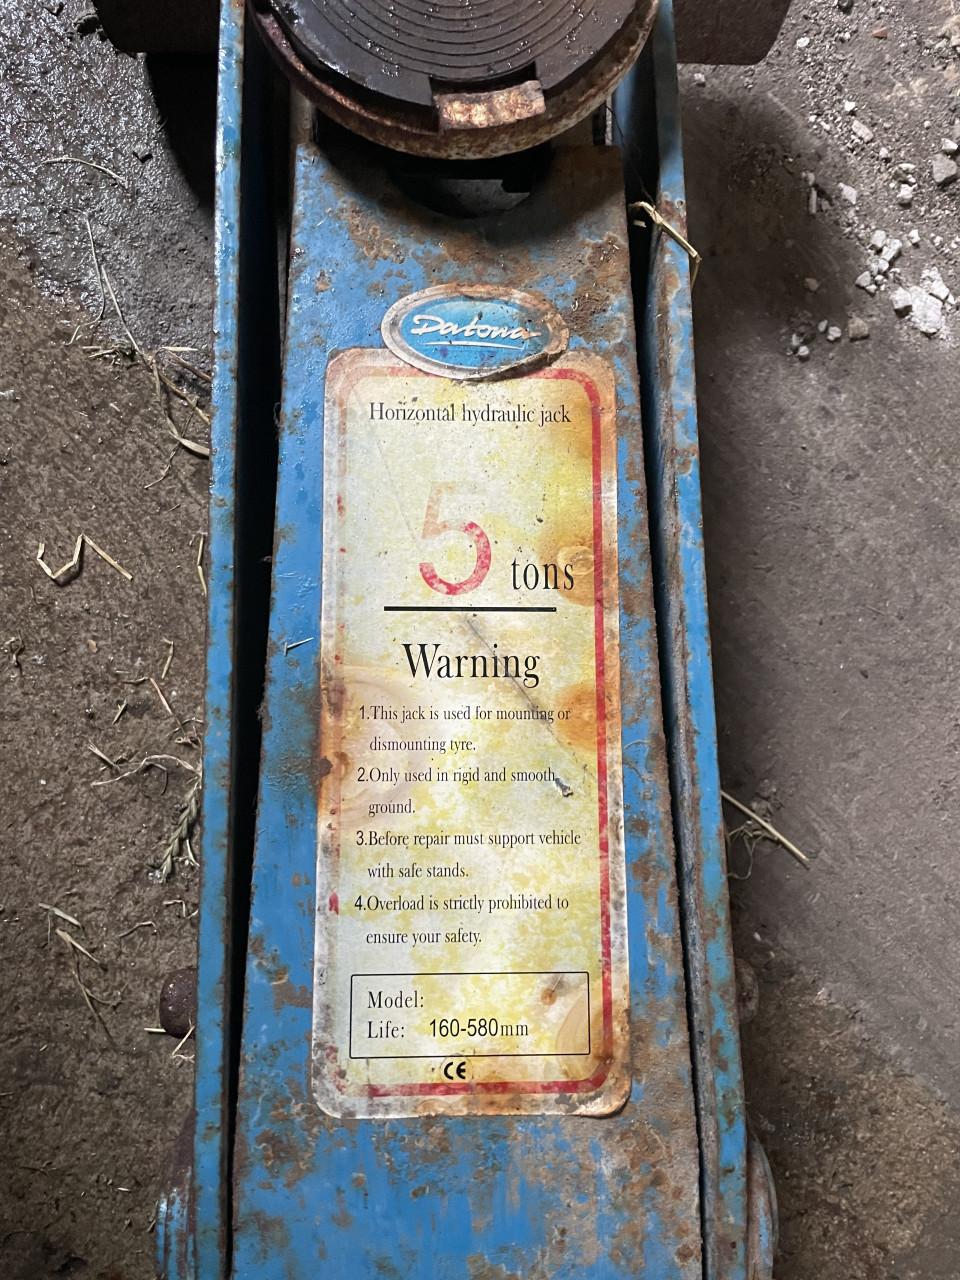 Datona
Horizontal hydraulic jack
5 tons
Warning
1.This jack is used for mounting or
dismounting tyre.
2.Only used in rigid and smooth
ground.
3.Before repair must support vehicle
with safe stands.
4.Overload is strictly prohibited to
ensure your safety.
Model:
Life: 160-580mm
CE